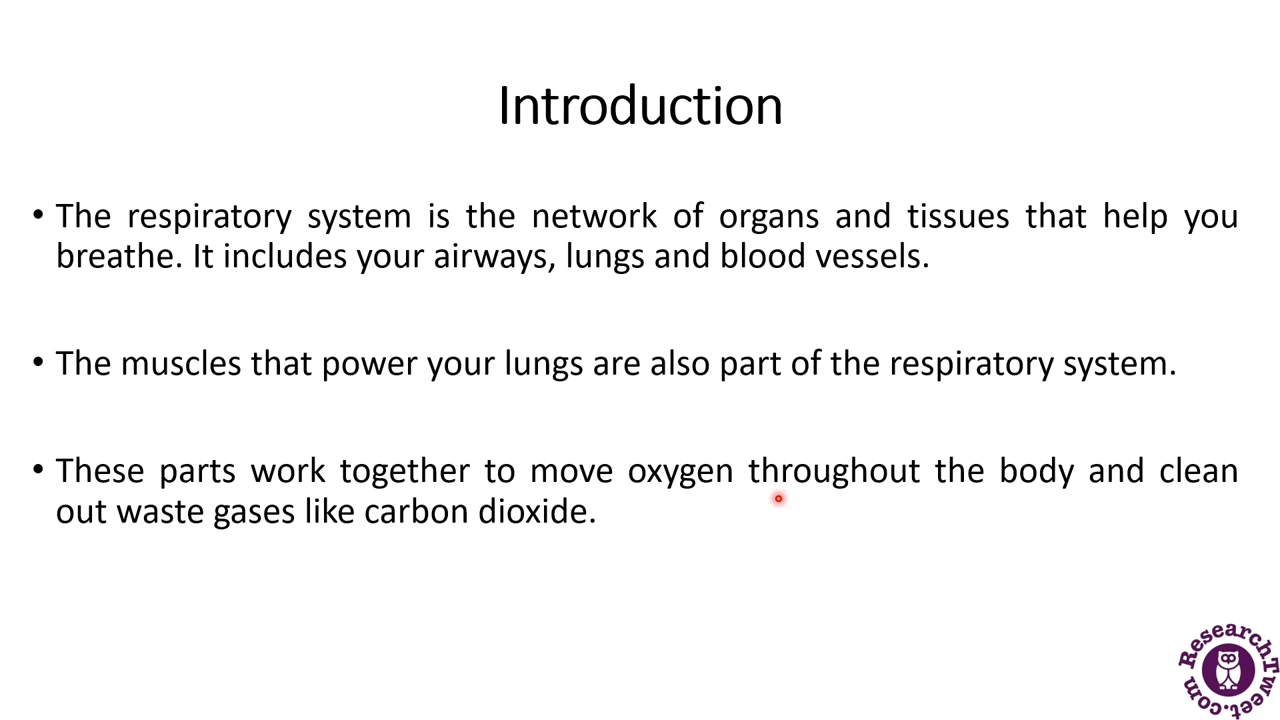 Introduction
• The respiratory system is the network of organs and tissues that help you
breathe. It includes your airways, lungs and blood vessels.
• The muscles that power your lungs are also part of the respiratory system.
• These parts work together to move oxygen throughout the body and clean
out waste gases like carbon dioxide.
ResearchTweet.com